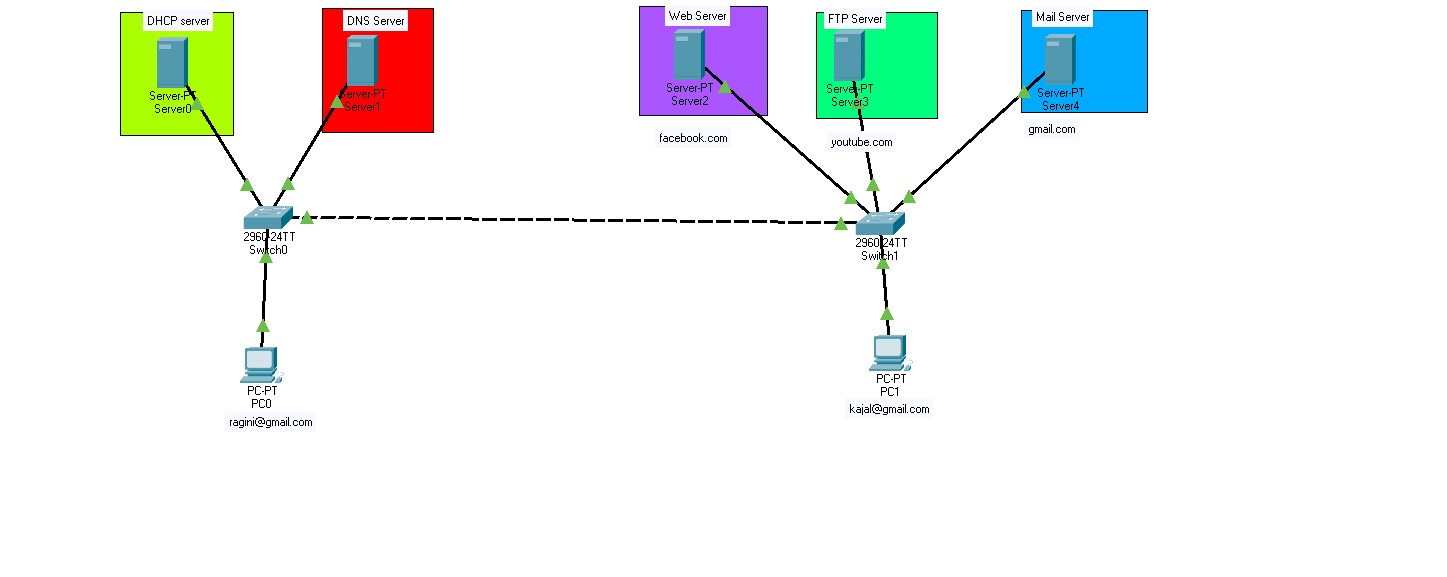 DHCP server
Server-PT
Server0
DNS Server
Server-PT
Server1
Web Server
Server-PT
Server2
facebook.com
FTP Server
Server-PT
Server3
youtube.com
Mail Server
Server-PT
Server4
gmail.com
2960-24TT
Switch0
2960-24TT
Switch1
PC-PT
PC0
ragini@gmail.com
PC-PT
PC1
kajal@gmail.com